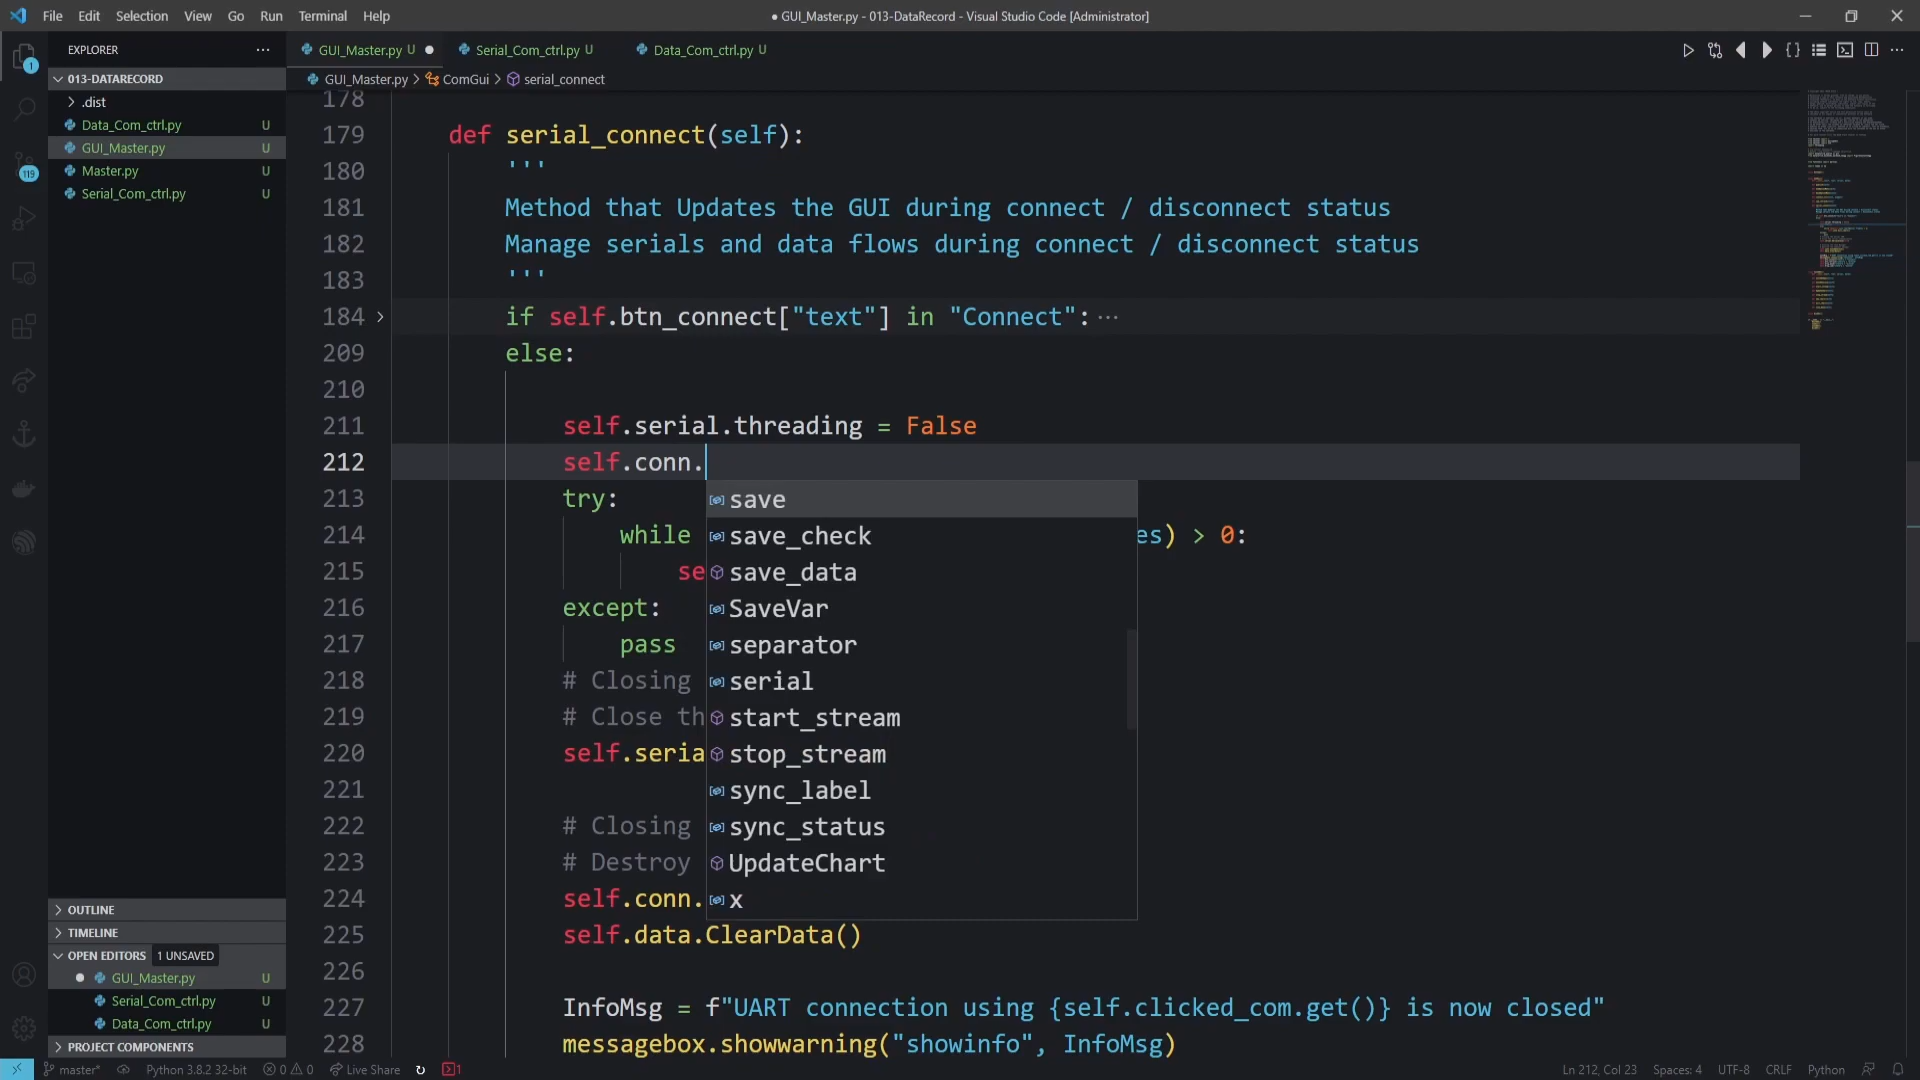 File Edit Selection View Go Run Terminal Help
● GUI_Master.py - 013-DataRecord - Visual Studio Code [Administrator]
EXPLORER
GUI_Master.py U
Serial_Com_ctrl.py U
Data_Com_ctrl.py U
1
013-DATARECORD
GUI_Master.py > ComGui > serial_connect
.dist
Data_Com_ctrl.py U
GUI_Master.py U
Master.py U
119
Serial_Com_ctrl.py U
178
179 def serial_connect(self):
180 '''
181 Method that Updates the GUI during connect / disconnect status
182 Manage serials and data flows during connect / disconnect status
183 '''
184 if self.btn_connect["text"] in "Connect": ···
209 else:
210
211 self.serial.threading = False
212 self.conn.
213 try:
save
214 while es) > 0:
save_check
215 se
save_data
216 except:
SaveVar
217 pass
separator
218 # Closing
serial
219 # Close th
start_stream
220 self.seria
stop_stream
221
sync_label
222 # Closing
sync_status
223 # Destroy
UpdateChart
224 self.conn.
x
225 self.data.ClearData()
226
227 InfoMsg = f"UART connection using {self.clicked_com.get()} is now closed"
228 messagebox.showwarning("showinfo", InfoMsg)
OUTLINE
TIMELINE
OPEN EDITORS 1 UNSAVED
GUI_Master.py U
Serial_Com_ctrl.py U
Data_Com_ctrl.py U
PROJECT COMPONENTS
master* Python 3.8.2 32-bit 0 0 Live Share 1
Ln 212, Col 23 Spaces: 4 UTF-8 CRLF Python